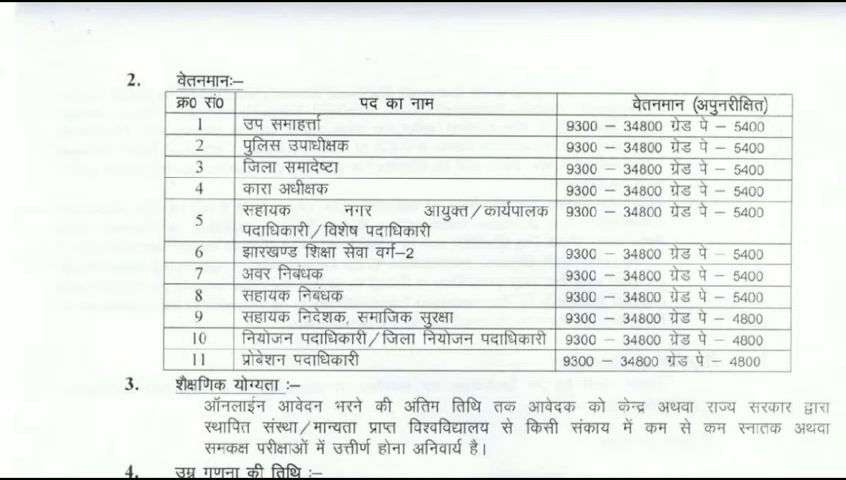 2. वेतनमानः–
क्र0 सं0 पद का नाम वेतनमान (अपुनरीक्षित)
1 उप समाहर्त्ता 9300 – 34800 ग्रेड पे – 5400
2 पुलिस उपाधीक्षक 9300 – 34800 ग्रेड पे – 5400
3 जिला समादेष्टा 9300 – 34800 ग्रेड पे – 5400
4 कारा अधीक्षक 9300 – 34800 ग्रेड पे – 5400
5 सहायक नगर आयुक्त/कार्यपालक 9300 – 34800 ग्रेड पे – 5400
पदाधिकारी/विशेष पदाधिकारी
6 झारखण्ड शिक्षा सेवा वर्ग-2 9300 – 34800 ग्रेड पे – 5400
7 अवर निबंधक 9300 – 34800 ग्रेड पे – 5400
8 सहायक निबंधक 9300 – 34800 ग्रेड पे – 5400
9 सहायक निदेशक, समाजिक सुरक्षा 9300 – 34800 ग्रेड पे – 4800
10 नियोजन पदाधिकारी/जिला नियोजन पदाधिकारी 9300 – 34800 ग्रेड पे – 4800
11 प्रोबेशन पदाधिकारी 9300 – 34800 ग्रेड पे – 4800
3. शैक्षणिक योग्यता :–
ऑनलाईन आवेदन भरने की अंतिम तिथि तक आवेदक को केन्द्र अथवा राज्य सरकार द्वारा
स्थापित संस्था/मान्यता प्राप्त विश्वविद्यालय से किसी संकाय में कम से कम स्नातक अथवा
समकक्ष परीक्षाओं में उत्तीर्ण होना अनिवार्य है।
4. उम्र गणना की तिथि :–